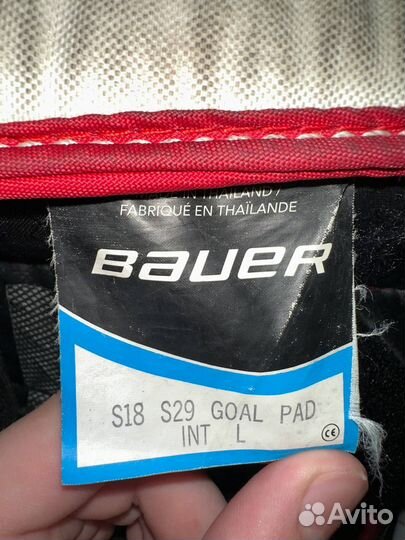 IN THAILAND /
FABRIQUÉ EN THAÏLANDE
BAUER
S18 S29 GOAL PAD
INT L
CE
Avito